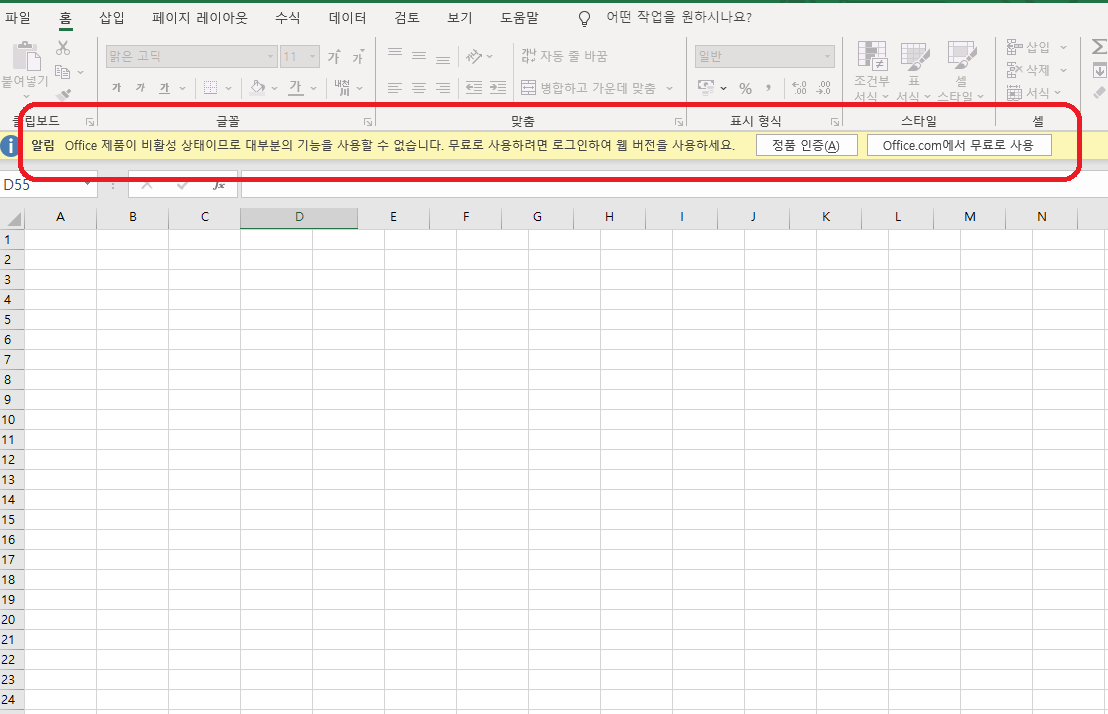 파일 홈 삽입 페이지 레이아웃 수식 데이터 검토 보기 도움말 어떤 작업을 원하시나요?
붙여넣기
맑은 고딕 11 가 가
가 가 가 가 내천 川
자동 줄 바꿈
병합하고 가운데 맞춤
일반
% , .00
조건부 서식
표 서식
셀 스타일
삽입
삭제
서식
클립보드 글꼴 맞춤 표시 형식 스타일 셀
알림 Office 제품이 비활성 상태이므로 대부분의 기능을 사용할 수 없습니다. 무료로 사용하려면 로그인하여 웹 버전을 사용하세요. 정품 인증(A) Office.com에서 무료로 사용
D55 fx
A B C D E F G H I J K L M N
1
2
3
4
5
6
7
8
9
10
11
12
13
14
15
16
17
18
19
20
21
22
23
24